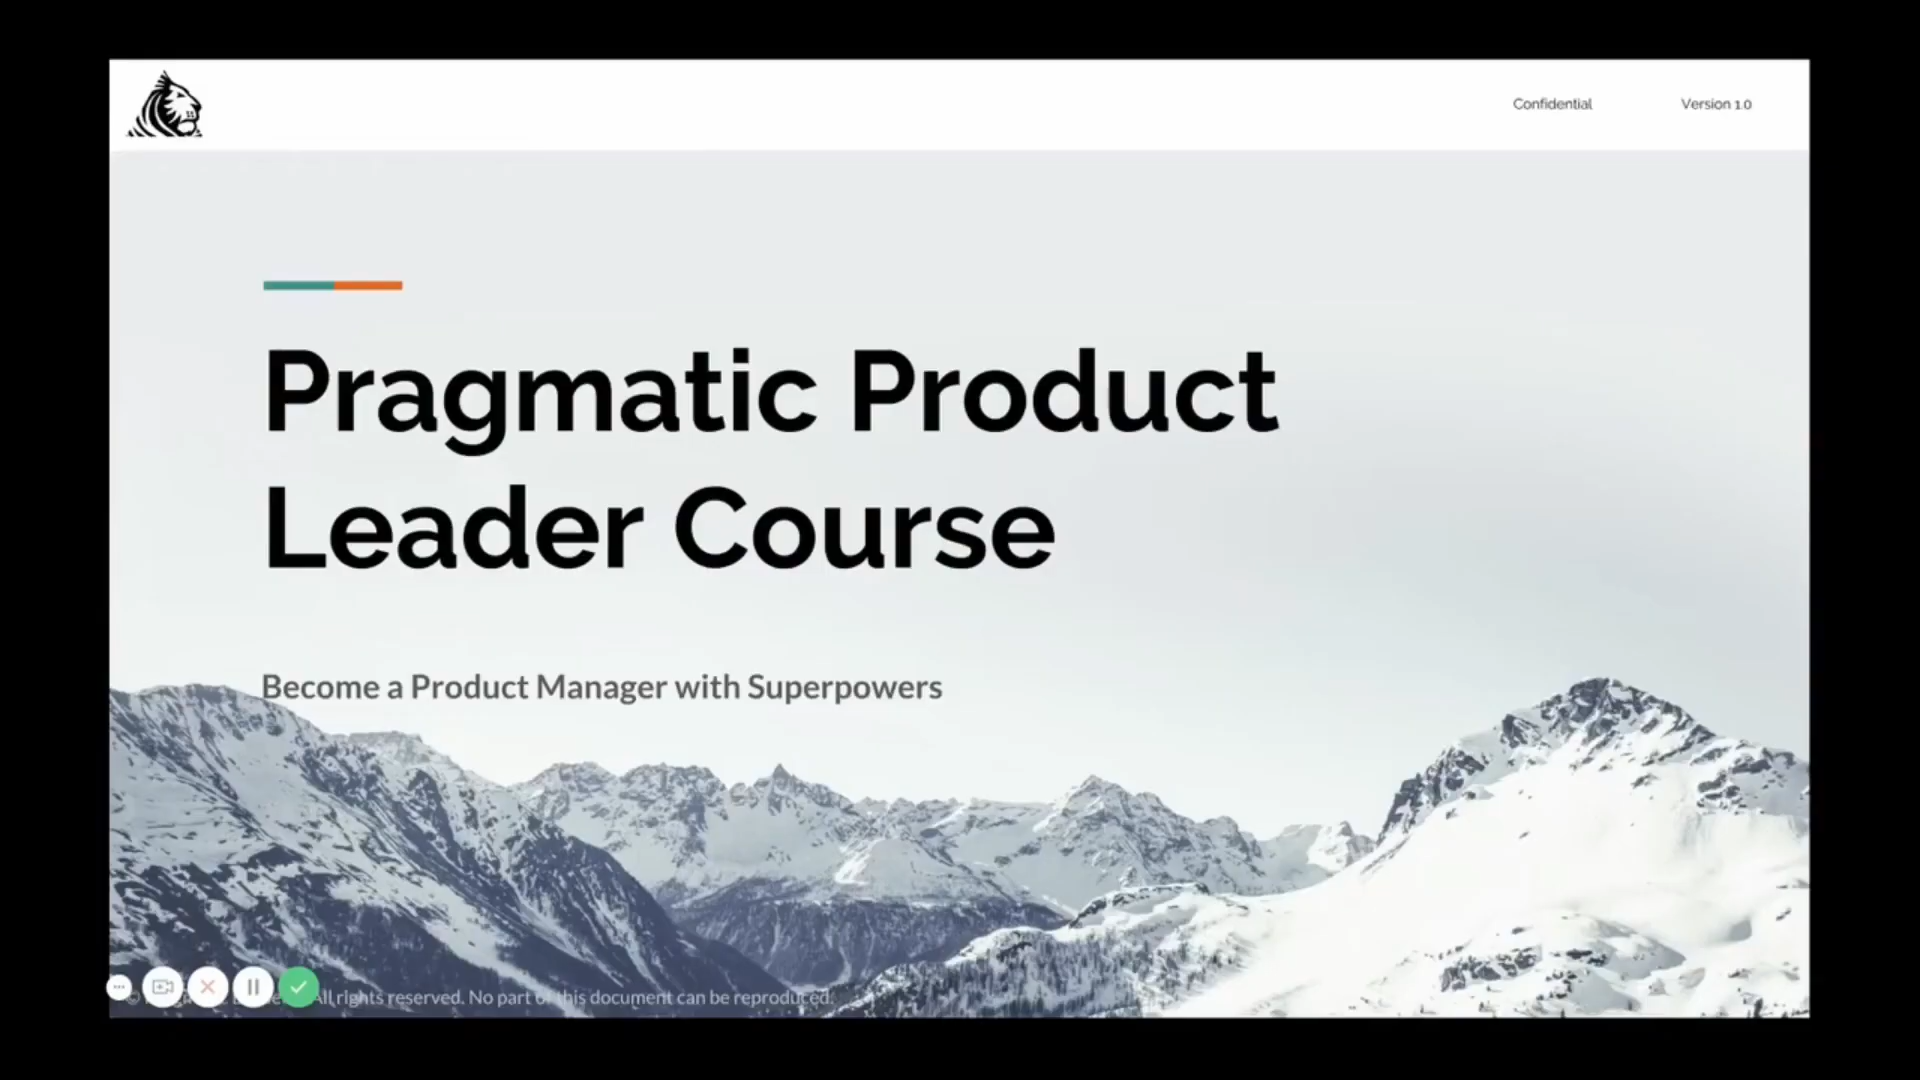 Confidential
Version 1.0
Pragmatic Product
Leader Course
Become a Product Manager with Superpowers
All rights reserved. No part of this document can be reproduced.